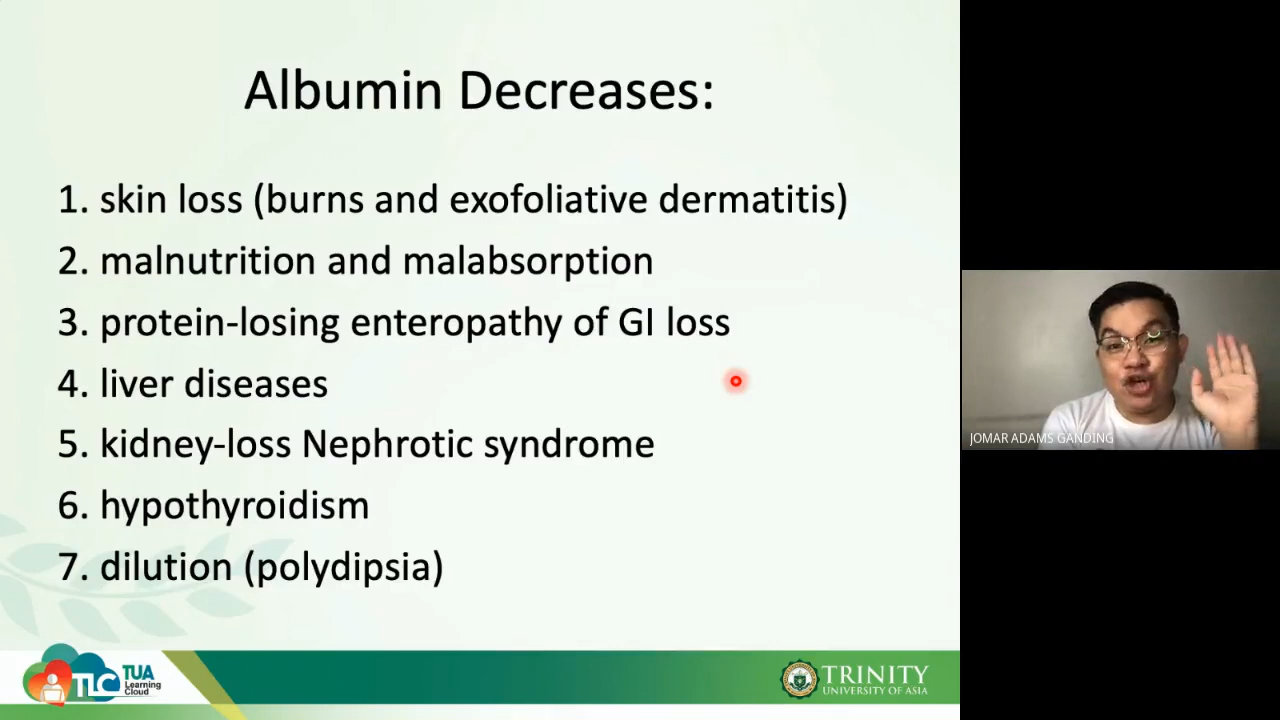 Albumin Decreases:
1. skin loss (burns and exofoliative dermatitis)
2. malnutrition and malabsorption
3. protein-losing enteropathy of GI loss
4. liver diseases
5. kidney-loss Nephrotic syndrome
6. hypothyroidism
7. dilution (polydipsia)
JOMAR ADAMS GANDING
TLC
TUA
Learning
Cloud
TRINITY
UNIVERSITY OF ASIA